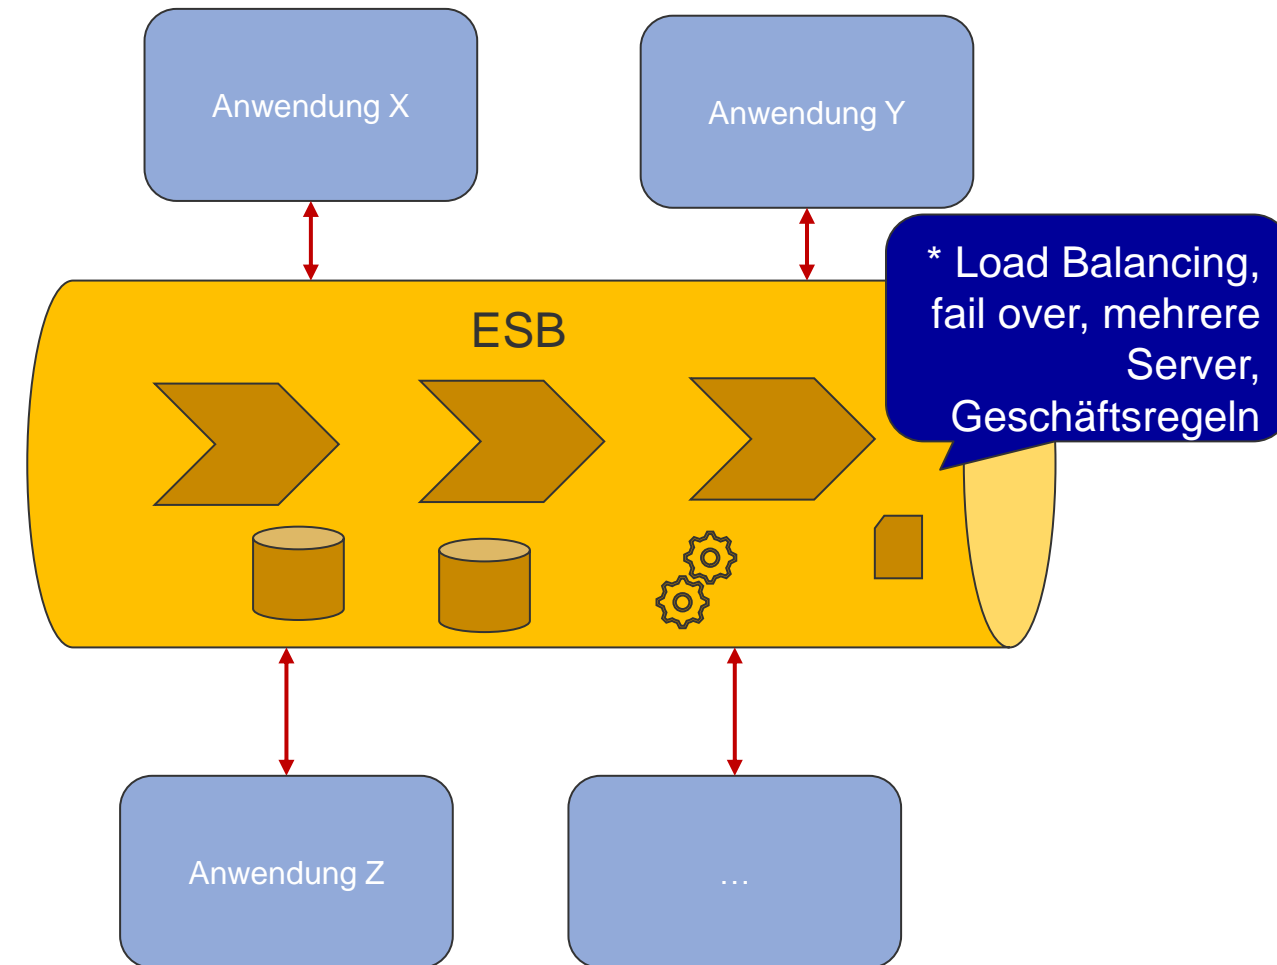 Anwendung X
Anwendung Y
* Load Balancing,
fail over, mehrere
Server,
Geschäftsregeln
ESB
Anwendung Z
…